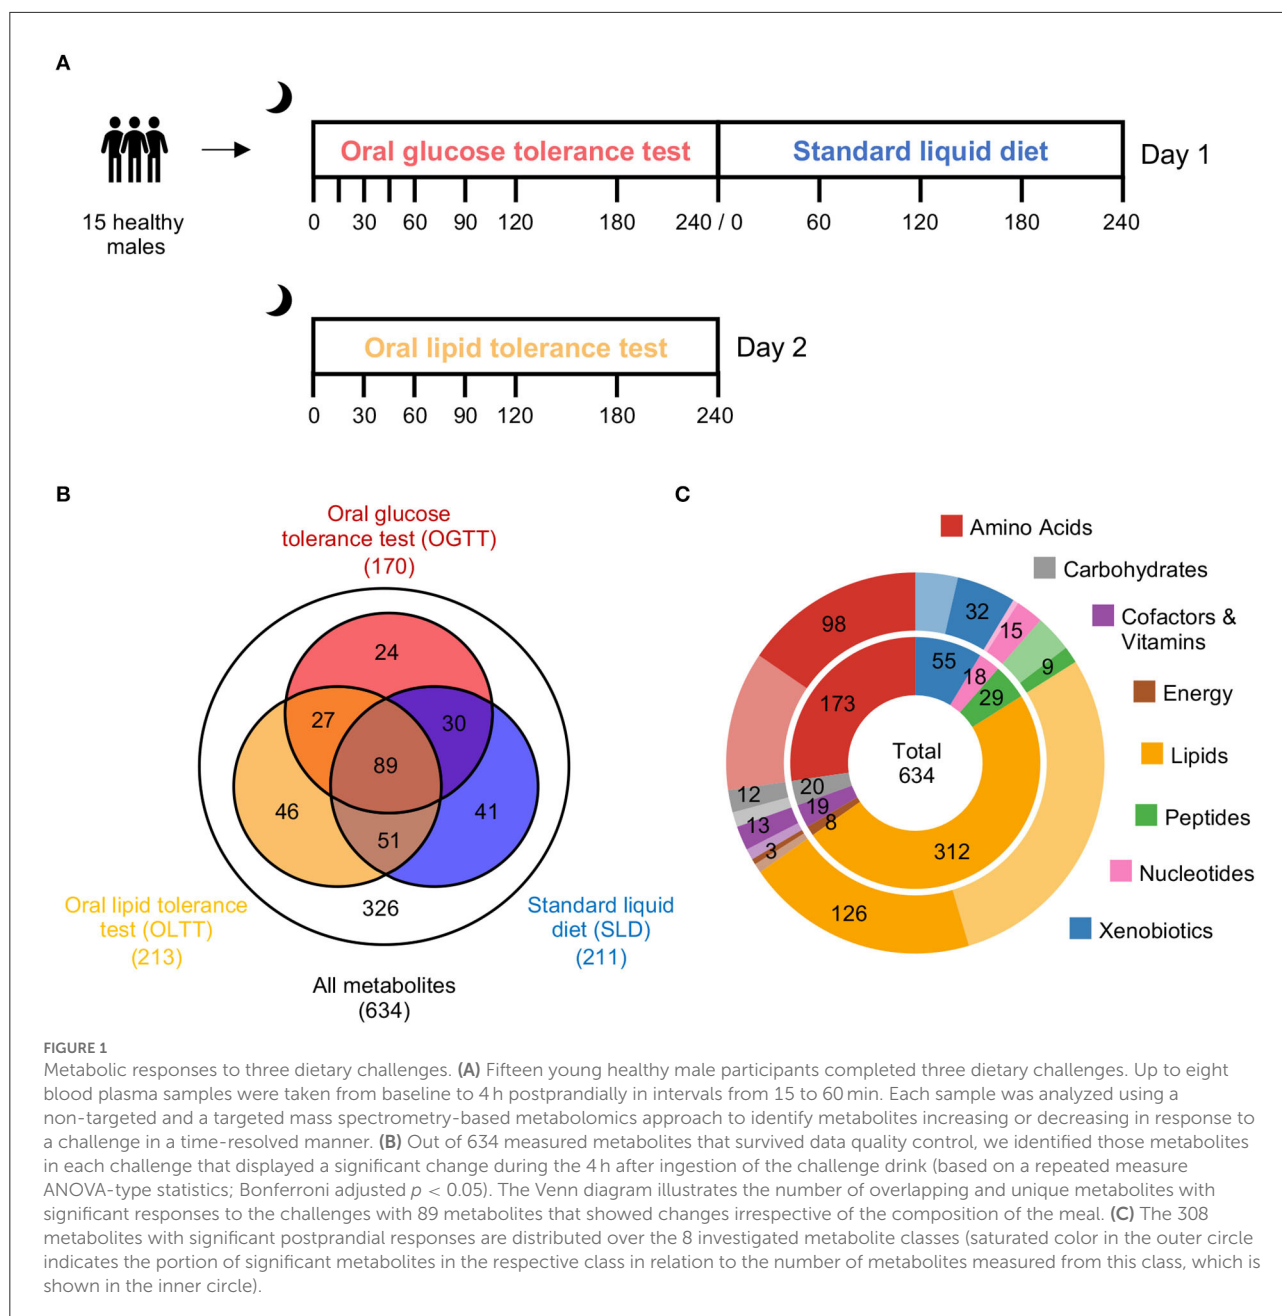 A
Oral glucose tolerance test
Standard liquid diet
Day 1
0 30 60 90 120 180 240 / 0 60 120 180 240
15 healthy
males
Oral lipid tolerance test
Day 2
0 30 60 90 120 180 240
B
Oral glucose
tolerance test (OGTT)
(170)
24
27
30
89
46
41
51
326
Oral lipid tolerance
test (OLTT)
(213)
Standard liquid
diet (SLD)
(211)
All metabolites
(634)
C
Amino Acids
Carbohydrates
Cofactors &
Vitamins
Energy
Lipids
Peptides
Nucleotides
Xenobiotics
98
32
15
9
55
18
29
173
Total
634
12
20
13
19
3
8
312
126
FIGURE 1
Metabolic responses to three dietary challenges. (A) Fifteen young healthy male participants completed three dietary challenges. Up to eight
blood plasma samples were taken from baseline to 4 h postprandially in intervals from 15 to 60 min. Each sample was analyzed using a
non-targeted and a targeted mass spectrometry-based metabolomics approach to identify metabolites increasing or decreasing in response to
a challenge in a time-resolved manner. (B) Out of 634 measured metabolites that survived data quality control, we identified those metabolites
in each challenge that displayed a significant change during the 4 h after ingestion of the challenge drink (based on a repeated measure
ANOVA-type statistics; Bonferroni adjusted p < 0.05). The Venn diagram illustrates the number of overlapping and unique metabolites with
significant responses to the challenges with 89 metabolites that showed changes irrespective of the composition of the meal. (C) The 308
metabolites with significant postprandial responses are distributed over the 8 investigated metabolite classes (saturated color in the outer circle
indicates the portion of significant metabolites in the respective class in relation to the number of metabolites measured from this class, which is
shown in the inner circle).